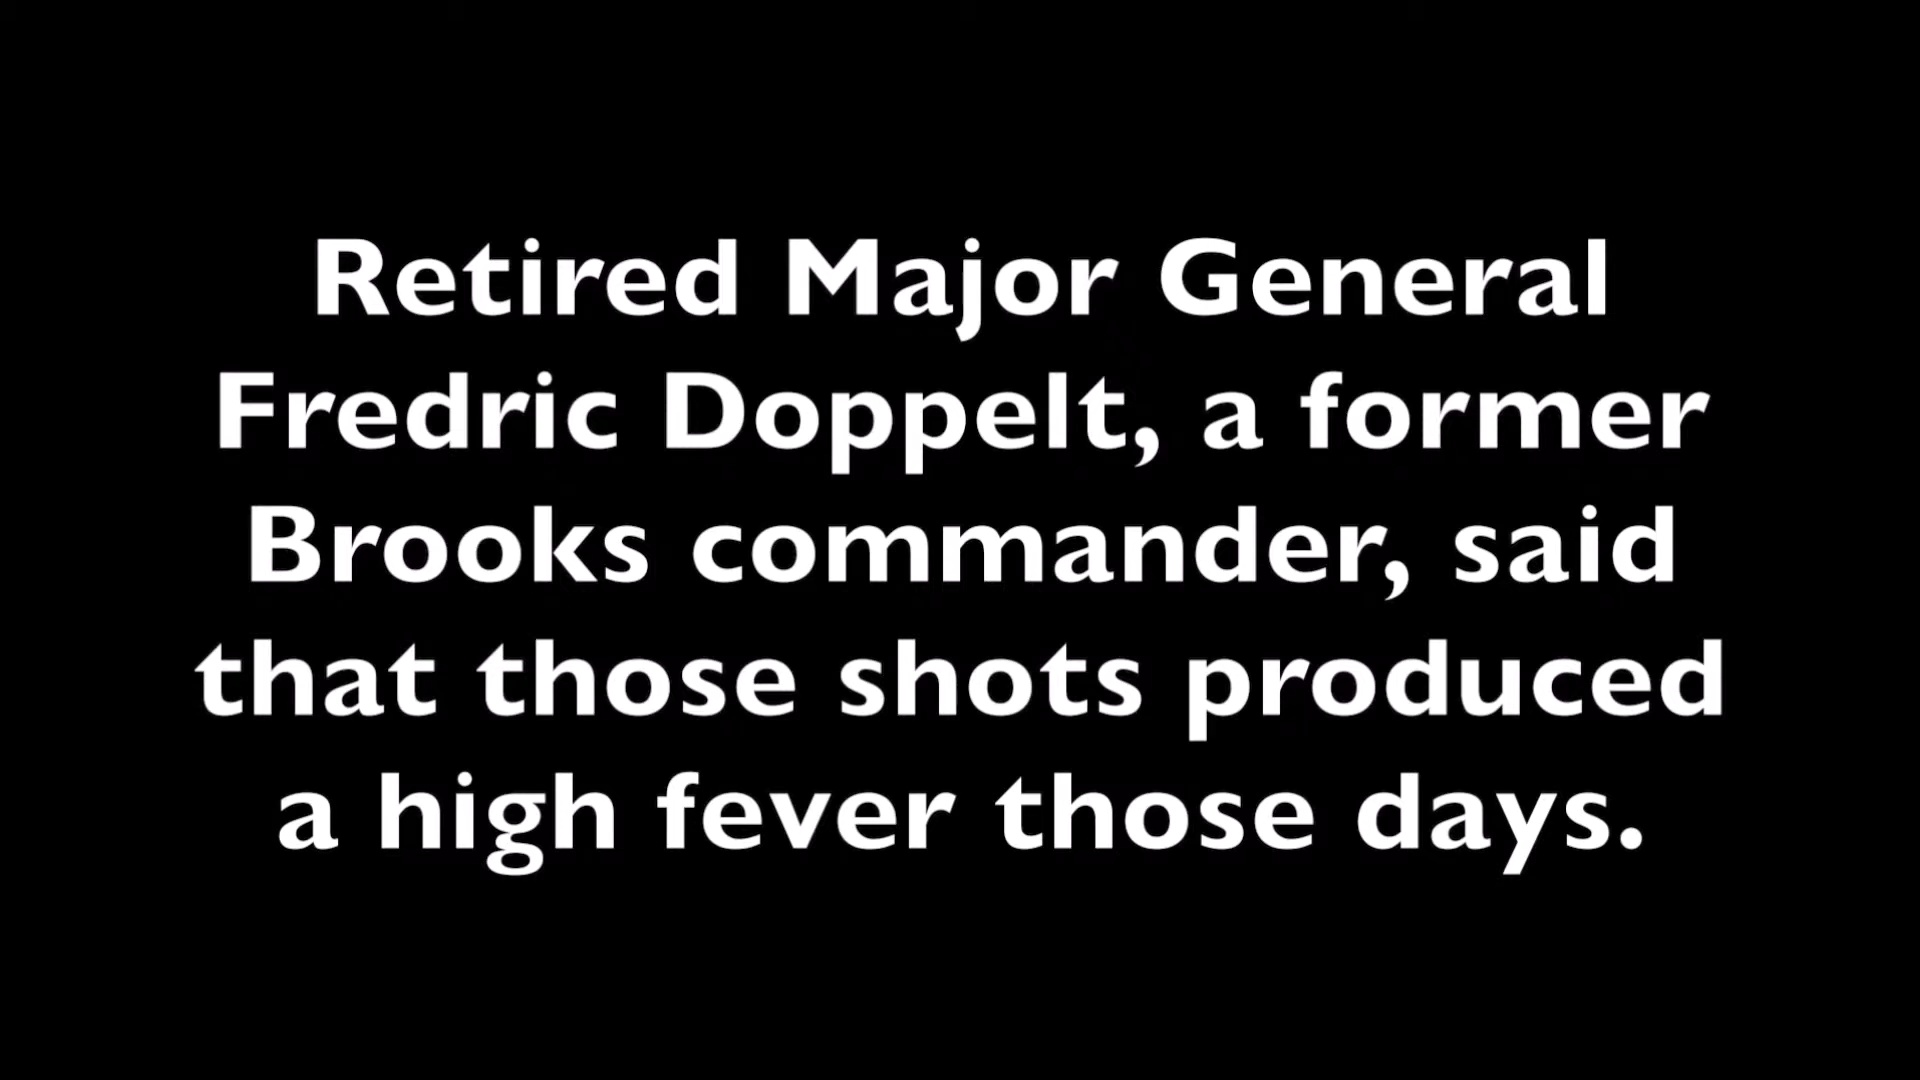 Retired Major General
Fredric Doppelt, a former
Brooks commander, said
that those shots produced
a high fever those days.